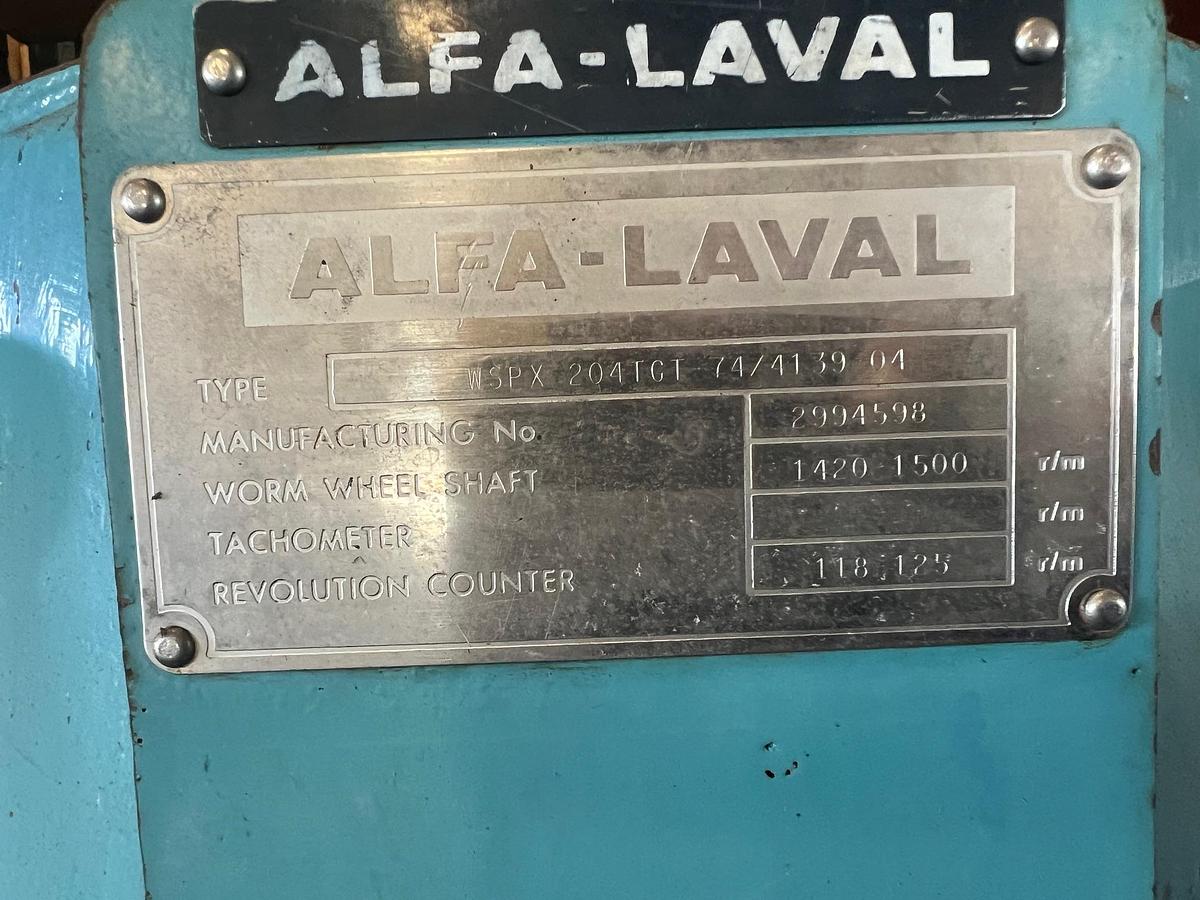 ALFA-LAVAL
ALFA-LAVAL
TYPE WSPX 204TGT 74/4139 04
MANUFACTURING No 2994598
WORM WHEEL SHAFT 1420 1500 r/m
TACHOMETER r/m
REVOLUTION COUNTER 118 125 r/m